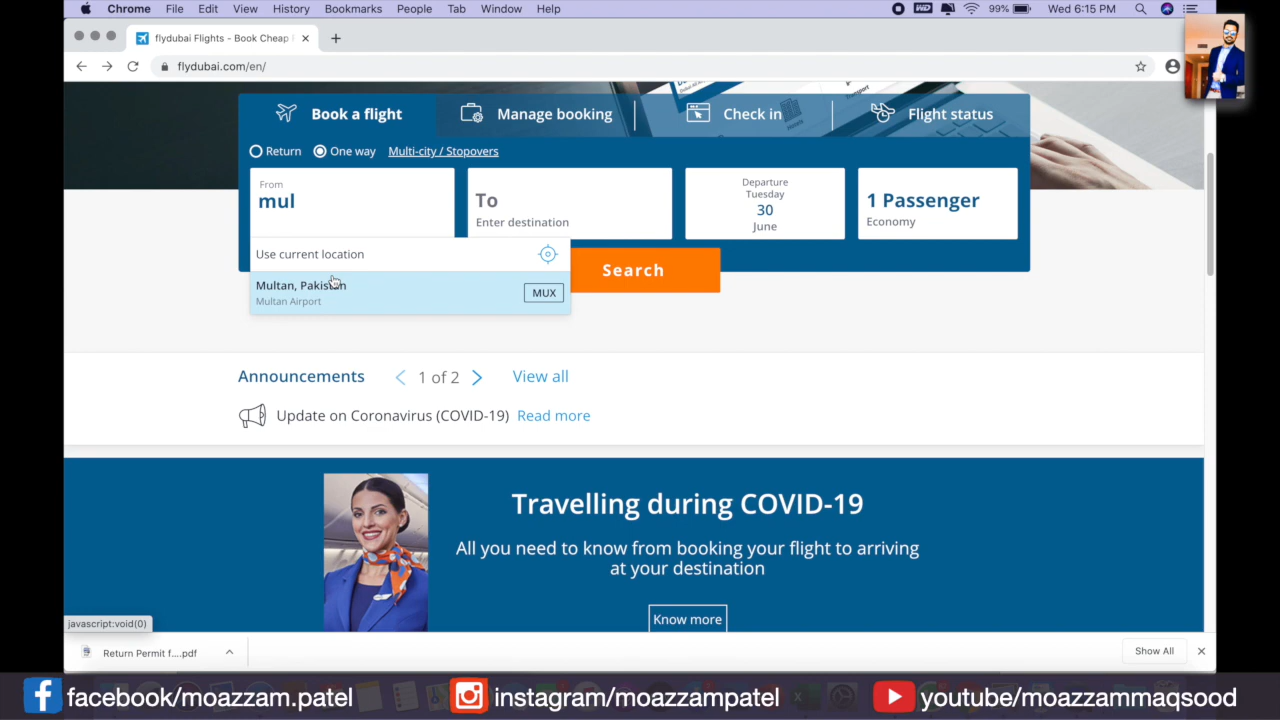 Chrome File Edit View History Bookmarks People Tab Window Help
WD 99% Wed 6:15 PM
flydubai Flights - Book Cheap
flydubai.com/en/
Book a flight
Manage booking
Check in
Flight status
Return One way Multi-city / Stopovers
From
mul
To
Enter destination
Departure
Tuesday
30
June
1 Passenger
Economy
Use current location
Multan, Pakistan
Multan Airport
MUX
Search
Announcements 1 of 2 View all
Update on Coronavirus (COVID-19) Read more
Travelling during COVID-19
All you need to know from booking your flight to arriving
at your destination
Know more
javascript:void(0)
Return Permit f....pdf
Show All
facebook/moazzam.patel
instagram/moazzampatel
youtube/moazzammaqsood